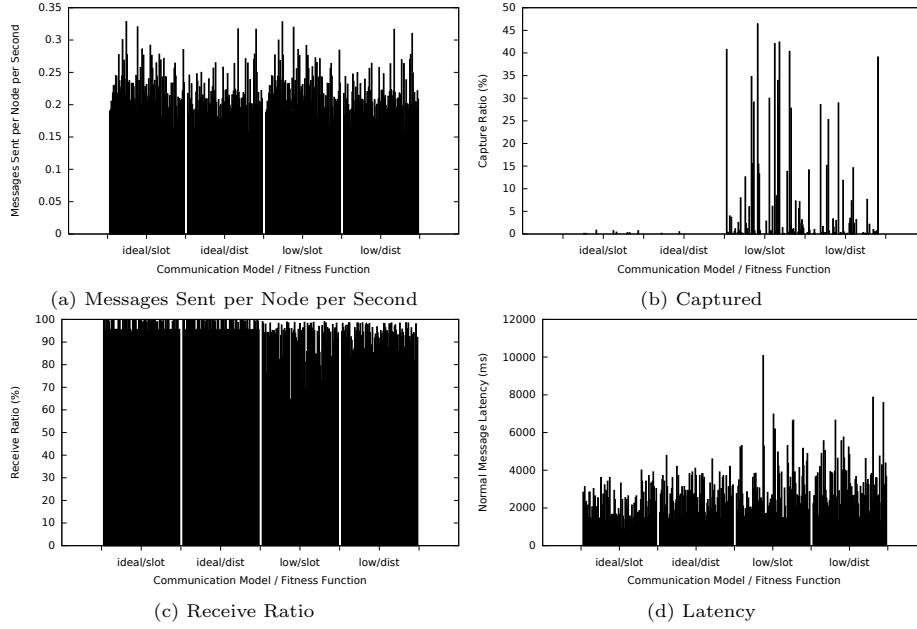 0.35
0.3
0.25
0.2
0.15
0.1
0.05
0
Messages Sent per Node per Second
ideal/slot ideal/dist low/slot low/dist
Communication Model / Fitness Function
(a) Messages Sent per Node per Second
50
45
40
35
30
25
20
15
10
5
0
Capture Ratio (%)
ideal/slot ideal/dist low/slot low/dist
Communication Model / Fitness Function
(b) Captured
100
90
80
70
60
50
40
30
20
10
0
Receive Ratio (%)
ideal/slot ideal/dist low/slot low/dist
Communication Model / Fitness Function
(c) Receive Ratio
12000
10000
8000
6000
4000
2000
0
Normal Message Latency (ms)
ideal/slot ideal/dist low/slot low/dist
Communication Model / Fitness Function
(d) Latency